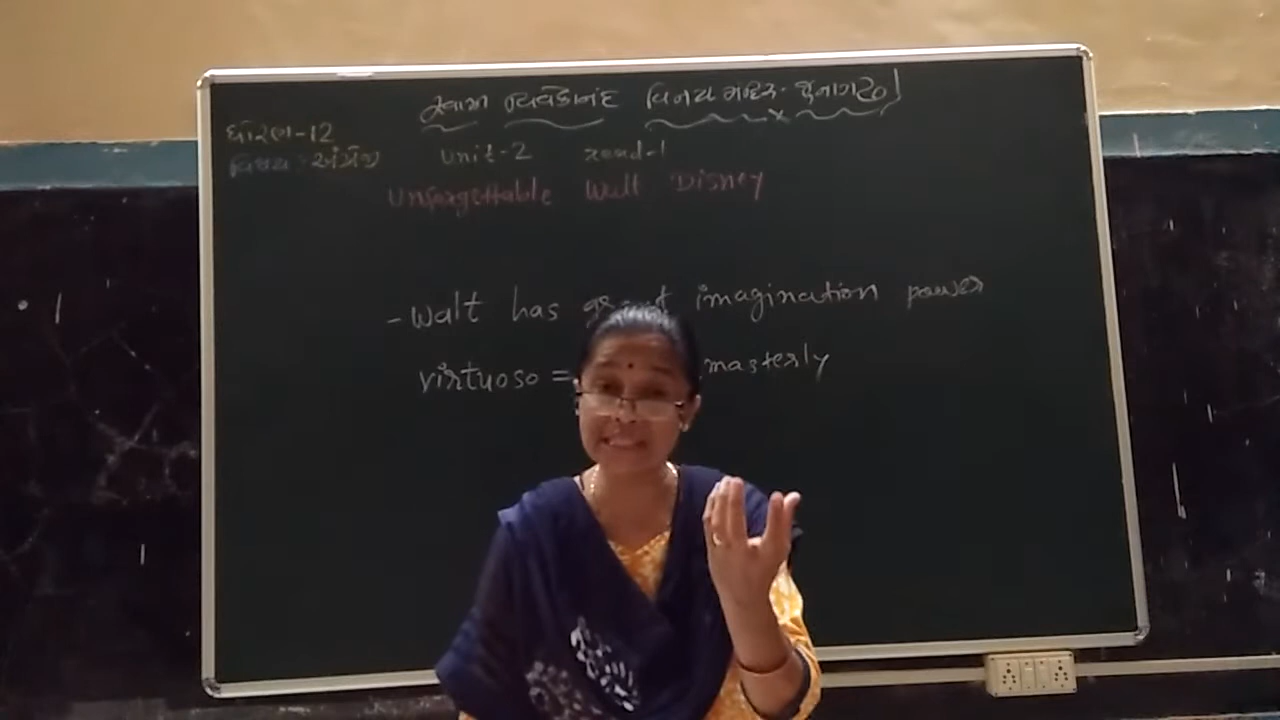 સ્વામી વિવેકાનંદ વિનય મંદિર - જુનાગઢ
ધોરણ-12
વિષય : અંગ્રેજી
Unit-2 read-1
Unforgettable Walt Disney
- Walt has great imagination power
virtuoso = masterly